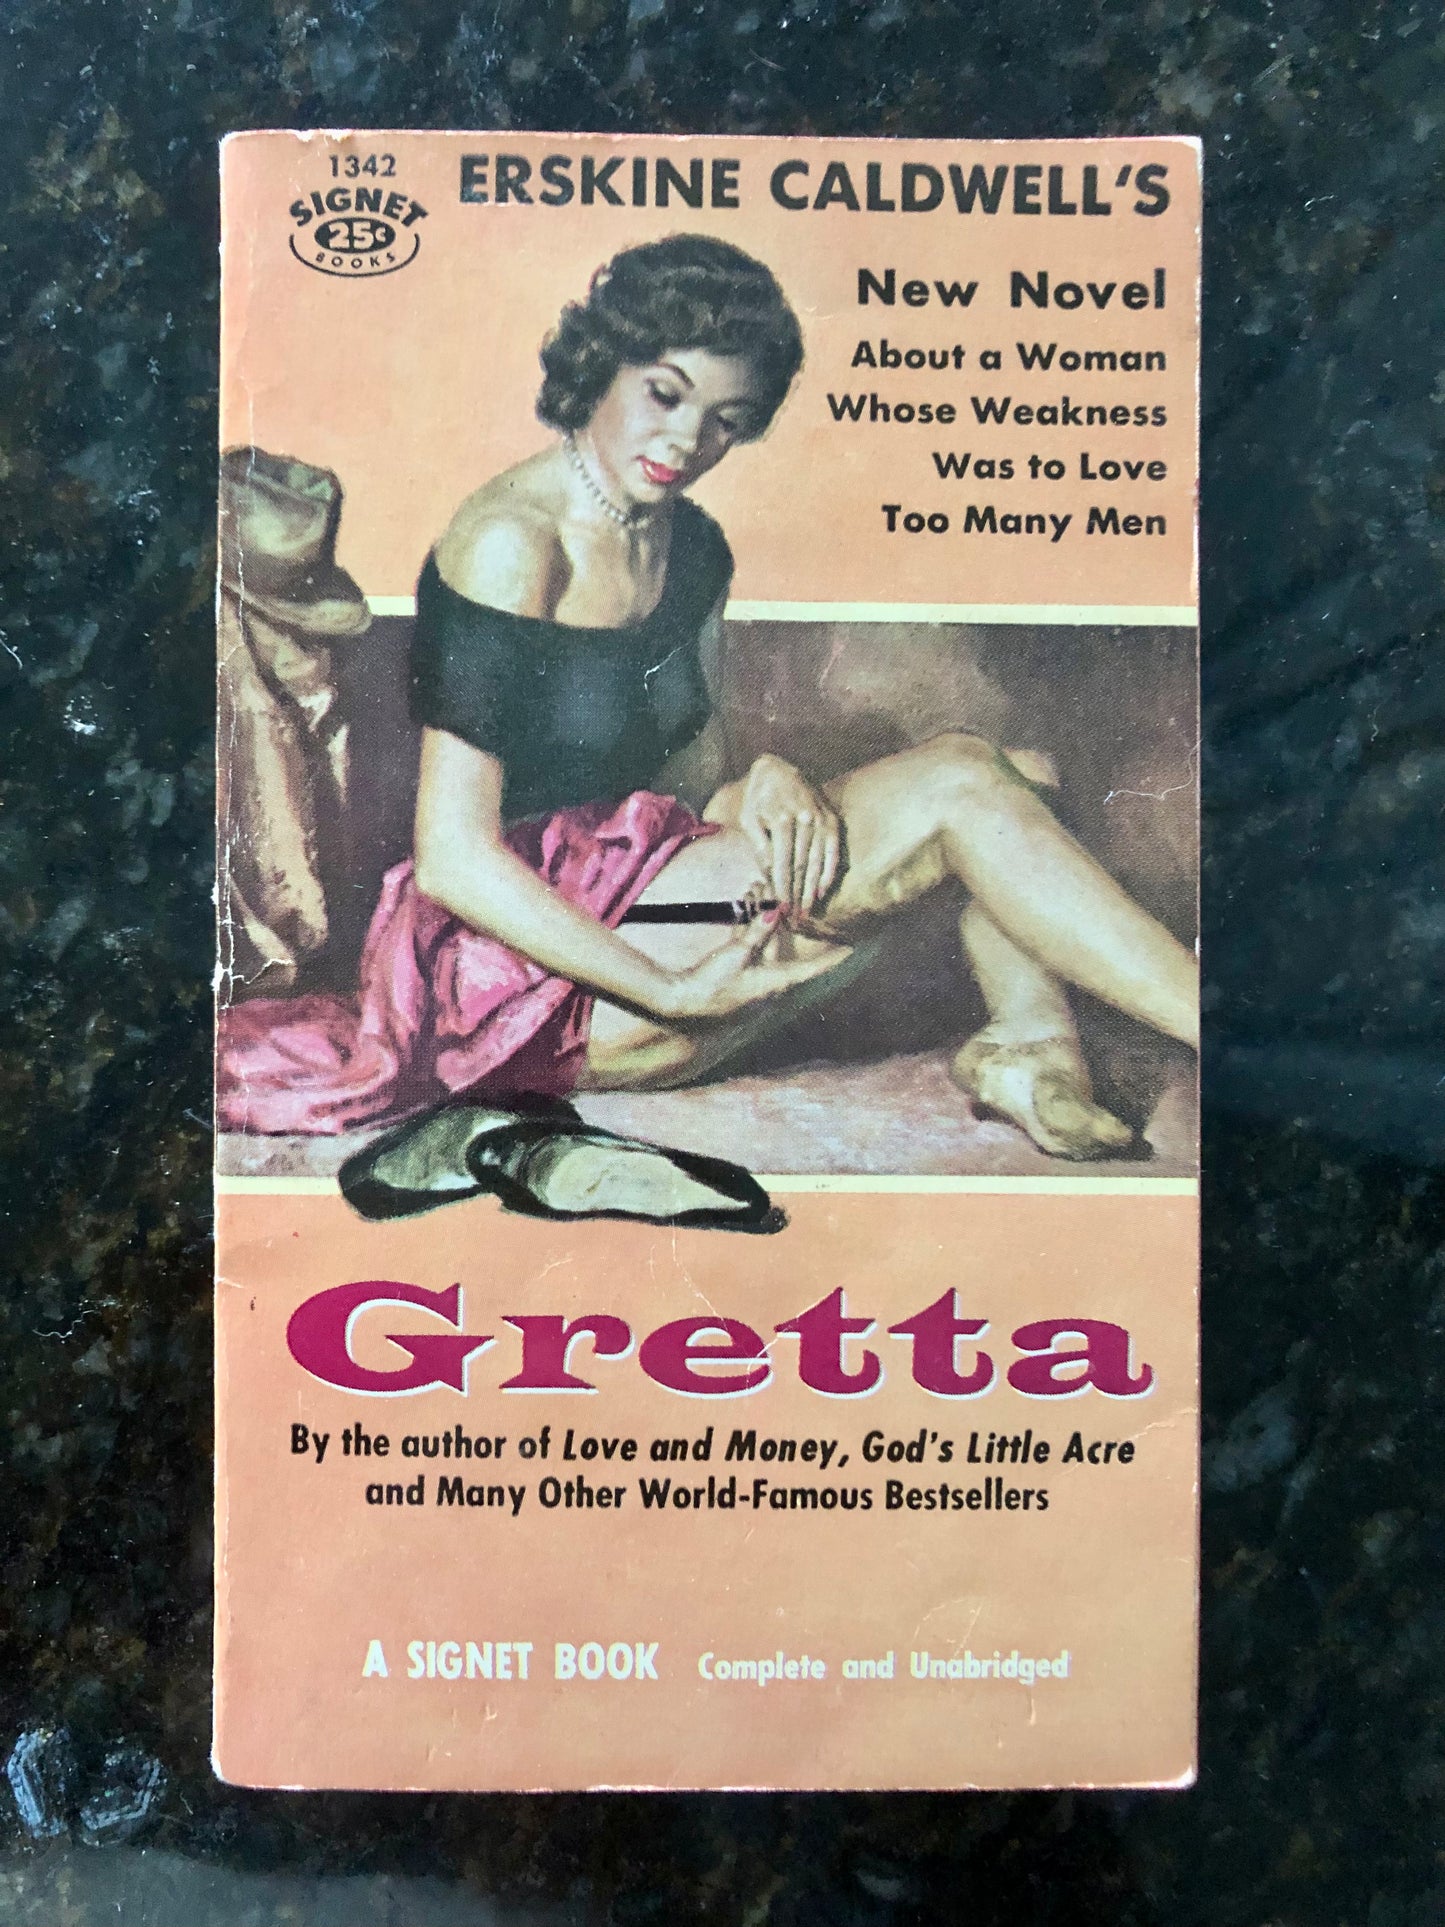 1342
SIGNET
25¢
BOOKS
ERSKINE CALDWELL'S
New Novel
About a Woman
Whose Weakness
Was to Love
Too Many Men
Gretta
By the author of Love and Money, God's Little Acre
and Many Other World-Famous Bestsellers
A SIGNET BOOK Complete and Unabridged